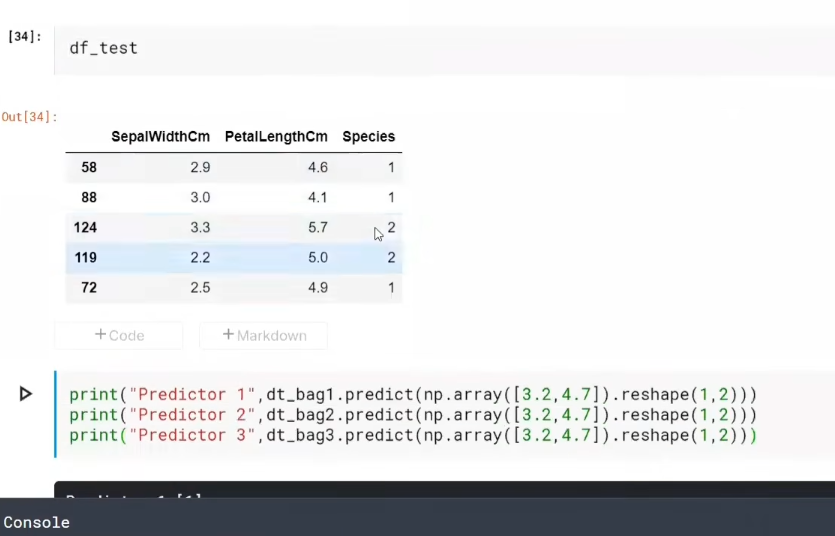 [34]:
df_test
Out[34]:
SepalWidthCm PetalLengthCm Species
58 2.9 4.6 1
88 3.0 4.1 1
124 3.3 5.7 2
119 2.2 5.0 2
72 2.5 4.9 1
+ Code + Markdown
print("Predictor 1",dt_bag1.predict(np.array([3.2,4.7]).reshape(1,2)))
print("Predictor 2",dt_bag2.predict(np.array([3.2,4.7]).reshape(1,2)))
print("Predictor 3",dt_bag3.predict(np.array([3.2,4.7]).reshape(1,2)))
Console